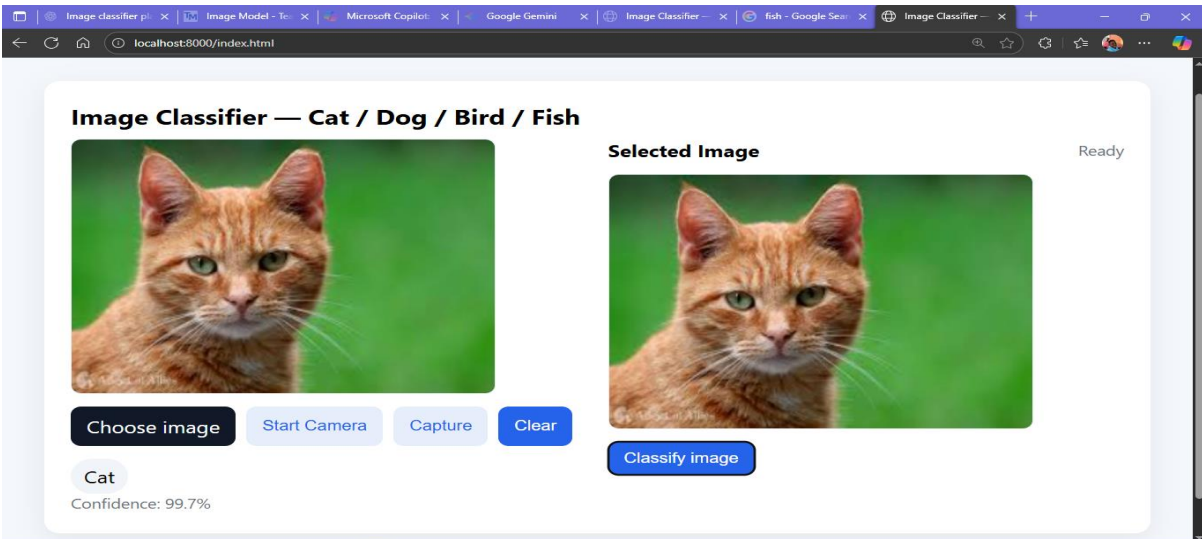 Image classifier pl
Image Model - Tea
Microsoft Copilot:
Google Gemini
Image Classifier —
fish - Google Sear
Image Classifier —
localhost:8000/index.html
Image Classifier — Cat / Dog / Bird / Fish
Selected Image
Ready
Choose image
Start Camera
Capture
Clear
Classify image
Cat
Confidence: 99.7%